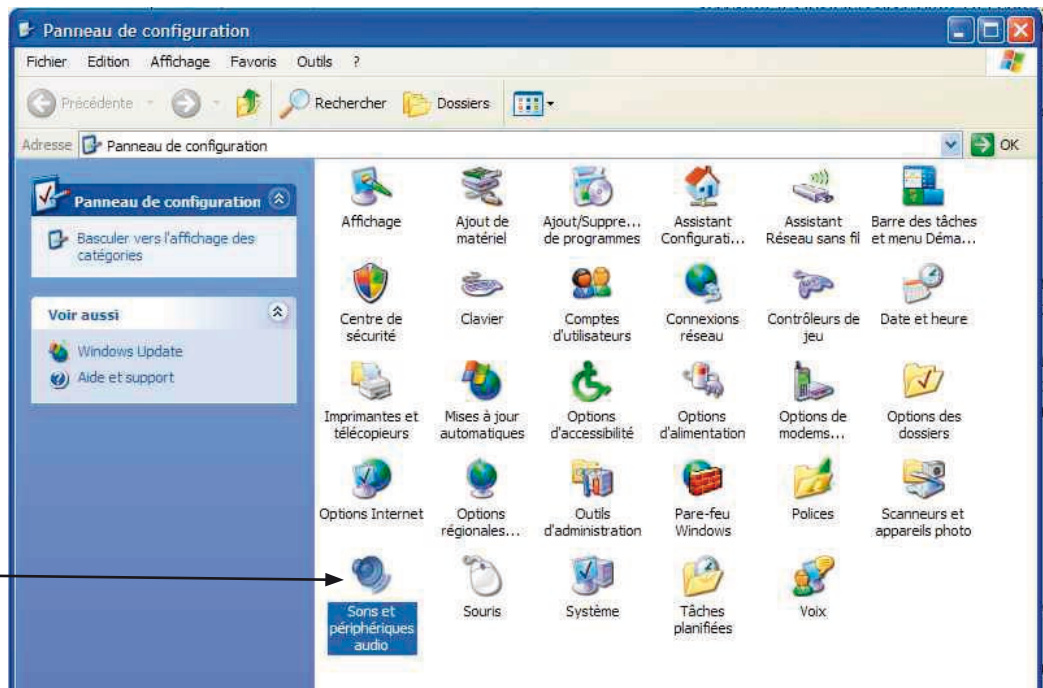 Panneau de configuration
Fichier Edition Affichage Favoris Outils ?
Précédente Rechercher Dossiers
Adresse Panneau de configuration OK
Panneau de configuration
Basculer vers l'affichage des
catégories
Voir aussi
Windows Update
Aide et support
Affichage
Ajout de
matériel
Ajout/Suppre...
de programmes
Assistant
Configurati...
Assistant
Réseau sans fil
Barre des tâches
et menu Déma...
Centre de
sécurité
Clavier
Comptes
d'utilisateurs
Connexions
réseau
Contrôleurs de
jeu
Date et heure
Imprimantes et
télécopieurs
Mises à jour
automatiques
Options
d'accessibilité
Options
d'alimentation
Options de
modems...
Options des
dossiers
Options Internet
Options
régionales...
Outils
d'administration
Pare-feu
Windows
Polices
Scanneurs et
appareils photo
Sons et
périphériques
audio
Souris
Système
Tâches
planifiées
Voix